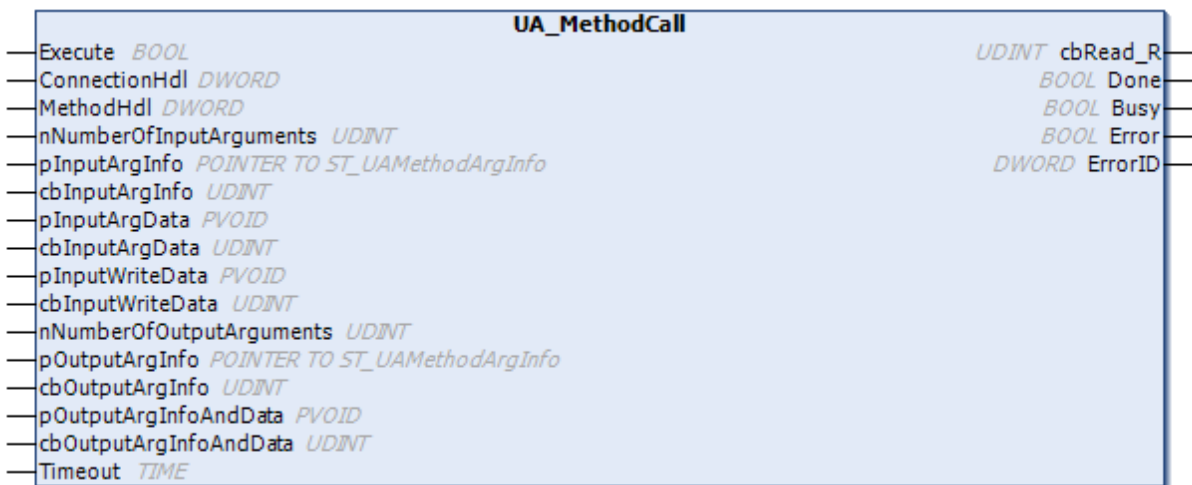 UA_MethodCall
Execute BOOL UDINT cbRead_R
ConnectionHdl DWORD BOOL Done
MethodHdl DWORD BOOL Busy
nNumberOfInputArguments UDINT BOOL Error
pInputArgInfo POINTER TO ST_UAMethodArgInfo DWORD ErrorID
cbInputArgInfo UDINT
pInputArgData PVOID
cbInputArgData UDINT
pInputWriteData PVOID
cbInputWriteData UDINT
nNumberOfOutputArguments UDINT
pOutputArgInfo POINTER TO ST_UAMethodArgInfo
cbOutputArgInfo UDINT
pOutputArgInfoAndData PVOID
cbOutputArgInfoAndData UDINT
Timeout TIME